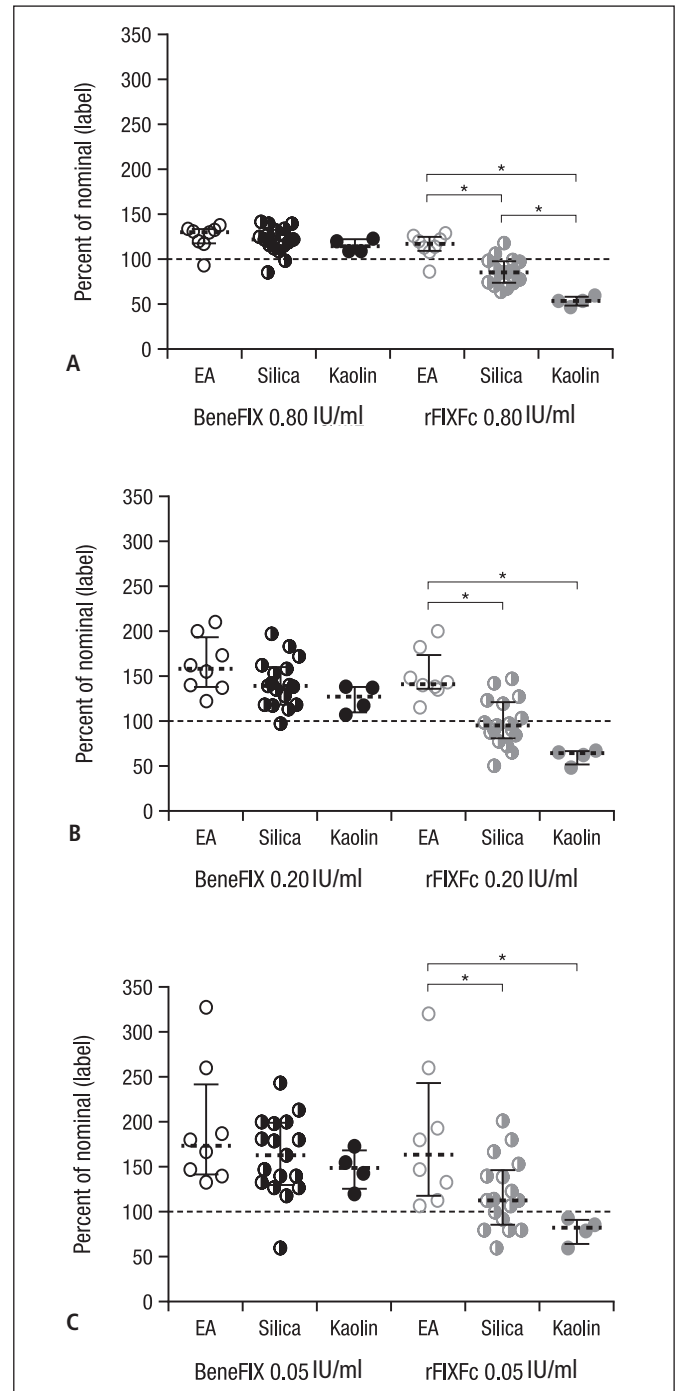 Percent of nominal (label)
350
300
250
200
150
100
50
0
* * *
A
EA Silica Kaolin EA Silica Kaolin
BeneFIX 0.80 IU/ml rFIXFc 0.80 IU/ml
Percent of nominal (label)
350
300
250
200
150
100
50
0
* *
B
EA Silica Kaolin EA Silica Kaolin
BeneFIX 0.20 IU/ml rFIXFc 0.20 IU/ml
Percent of nominal (label)
350
300
250
200
150
100
50
0
* *
C
EA Silica Kaolin EA Silica Kaolin
BeneFIX 0.05 IU/ml rFIXFc 0.05 IU/ml